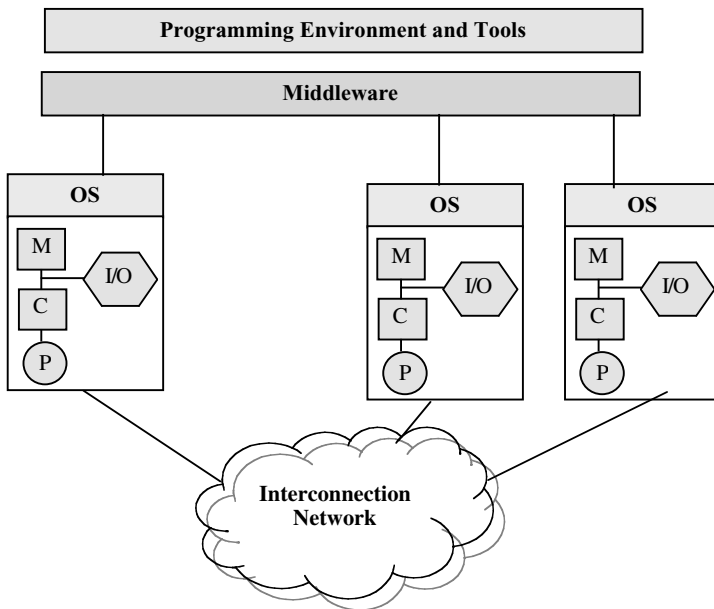 Programming Environment and Tools
Middleware
OS
M
I/O
C
P
OS
M
I/O
C
P
OS
M
I/O
C
P
Interconnection
Network